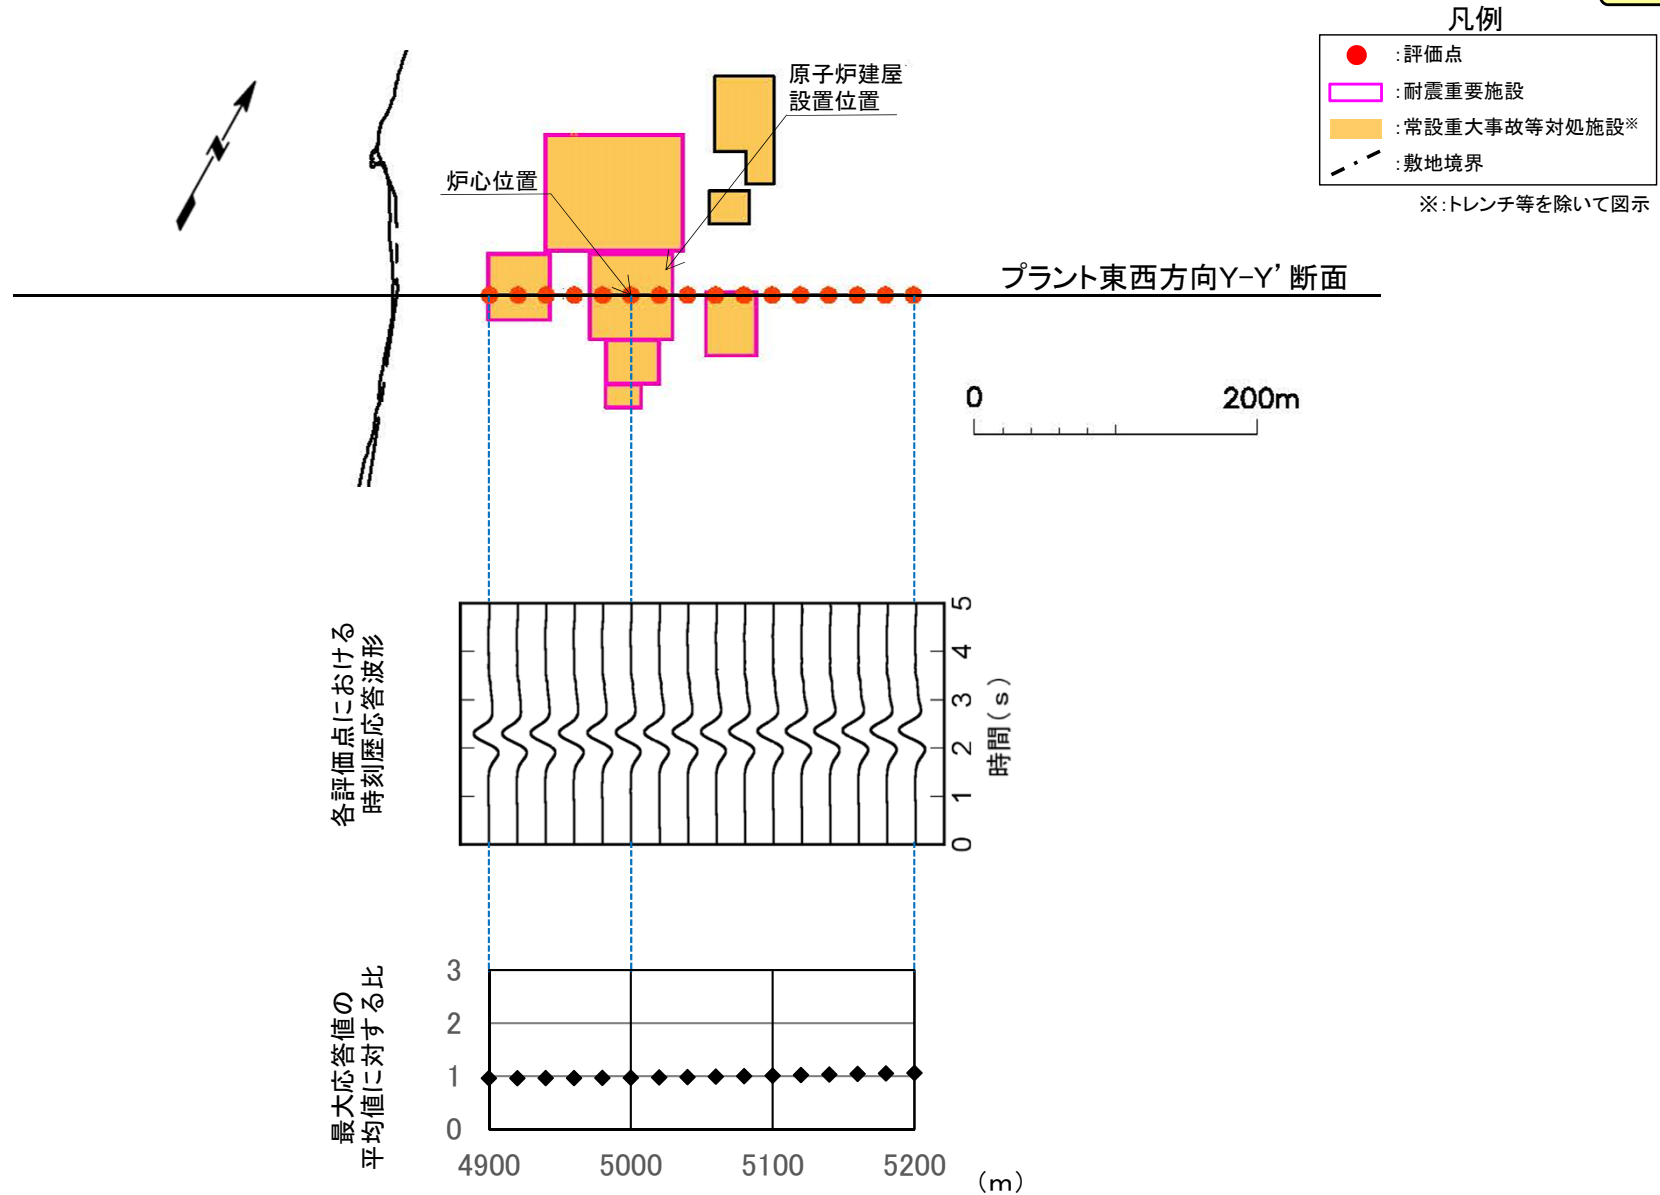 凡例
:評価点
:耐震重要施設
:常設重大事故等対処施設※
:敷地境界
※:トレンチ等を除いて図示
原子炉建屋
設置位置
炉心位置
N
プラント東西方向Y-Y’断面
0 200m
各評価点における
時刻歴応答波形
5
4
3
2
1
0
時間(s)
最大応答値の
平均値に対する比
3
2
1
0
4900 5000 5100 5200
(m)